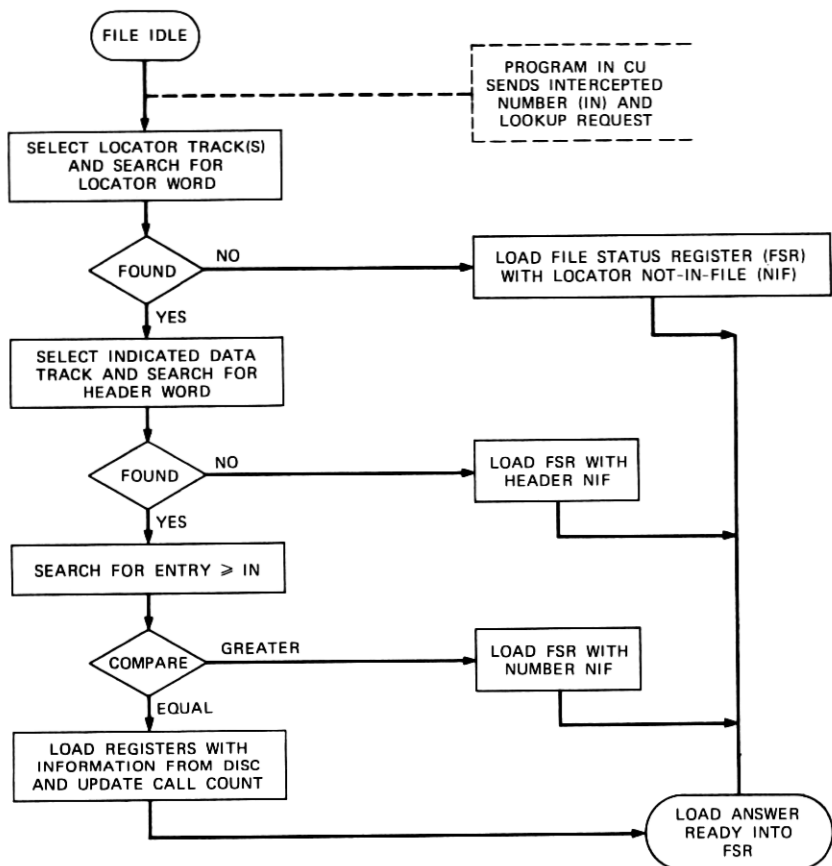 FILE IDLE
PROGRAM IN CU
SENDS INTERCEPTED
NUMBER (IN) AND
LOOKUP REQUEST
SELECT LOCATOR TRACK(S)
AND SEARCH FOR
LOCATOR WORD
FOUND
NO
LOAD FILE STATUS REGISTER (FSR)
WITH LOCATOR NOT-IN-FILE (NIF)
YES
SELECT INDICATED DATA
TRACK AND SEARCH FOR
HEADER WORD
FOUND
NO
LOAD FSR WITH
HEADER NIF
YES
SEARCH FOR ENTRY ⩾ IN
COMPARE
GREATER
LOAD FSR WITH
NUMBER NIF
EQUAL
LOAD REGISTERS WITH
INFORMATION FROM DISC
AND UPDATE CALL COUNT
LOAD ANSWER
READY INTO
FSR